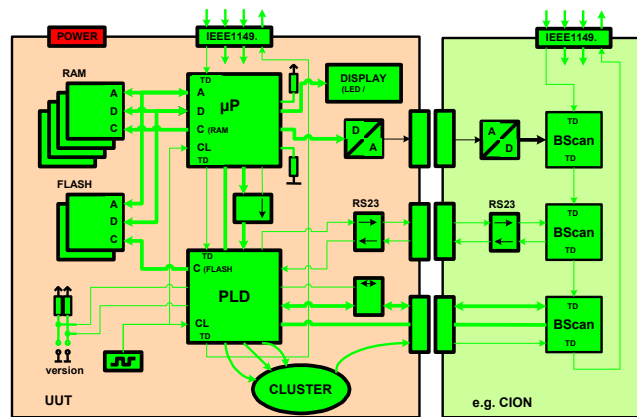 POWER
IEEE1149.
IEEE1149.
RAM
A
D
C
TD
A
µP
D
C (RAM
CL
TD
DISPLAY
(LED /
D
A
A
D
TD
BScan
TD
FLASH
A
D
C
RS23
RS23
TD
BScan
TD
TD
C (FLASH
PLD
CL
TD
TD
BScan
TD
version
CLUSTER
UUT
e.g. CION